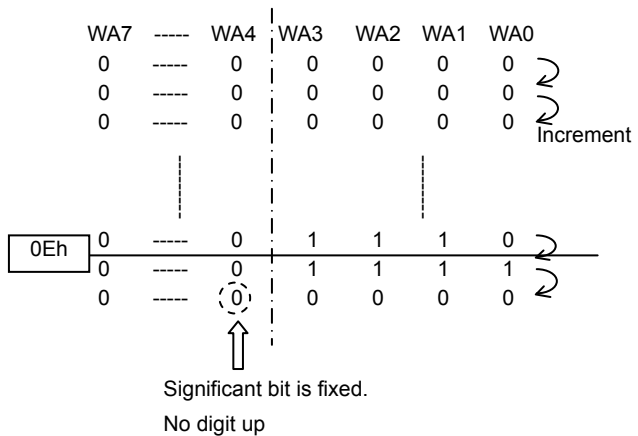 WA7 ----- WA4 WA3 WA2 WA1 WA0
0 ----- 0 0 0 0 0
0 ----- 0 0 0 0 0
0 ----- 0 0 0 0 0
Increment
0Eh 0 ----- 0 1 1 1 0
0 ----- 0 1 1 1 1
0 ----- 0 0 0 0 0
Significant bit is fixed.
No digit up